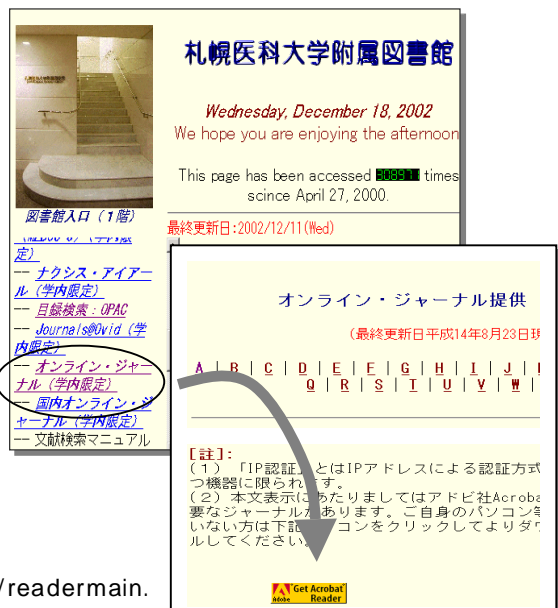 札幌医科大学附属図書館
Wednesday, December 18, 2002
We hope you are enjoying the afternoon
This page has been accessed times
scince April 27, 2000.
最終更新日:2002/12/11(Wed)
図書館入口（１階）
定）
-- ナクシス・アイアー
ル（学内限定）
-- 目録検索：OPAC
-- Journals@Ovid（学
内限定）
-- オンライン・ジャー
ナル（学内限定）
-- 国内オンライン・ジ
ャーナル（学内限定）
-- 文献検索マニュアル
オンライン・ジャーナル提供
（最終更新日平成14年8月23日現
A | B | C | D | E | F | G | H | I | J |
Q | R | S | T | U | V | W |
[註]:
（１）「IP認証」とはIPアドレスによる認証方式
つ機器に限られます。
（２）本文表示にあたりましてはアドビ社Acroba
要なジャーナルがあります。ご自身のパソコン等
いない方は下記 コンをクリックしてよりダウ
ルしてください
Get Acrobat
Adobe Reader
/readermain.